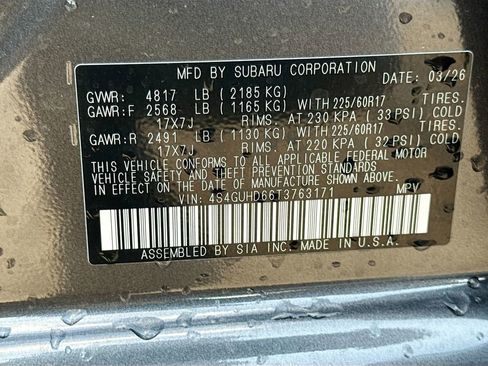 MFD BY SUBARU CORPORATION DATE: 03/26
GVWR: 4817 LB (2185 KG)
GAWR:F 2568 LB (1165 KG) WITH 225/60R17 TIRES.
17X7J RIMS. AT 230 KPA (33 PSI) COLD
GAWR:R 2491 LB (1130 KG) WITH 225/60R17 TIRES.
17X7J RIMS. AT 220 KPA (32 PSI) COLD
THIS VEHICLE CONFORMS TO ALL APPLICABLE FEDERAL MOTOR
VEHICLE SAFETY AND THEFT PREVENTION STANDARDS
IN EFFECT ON THE DATE OF MANUFACTURE SHOWN ABOVE.
VIN: 4S4GUHD66T3763171 MPV
ASSEMBLED BY SIA INC. MADE IN U.S.A.